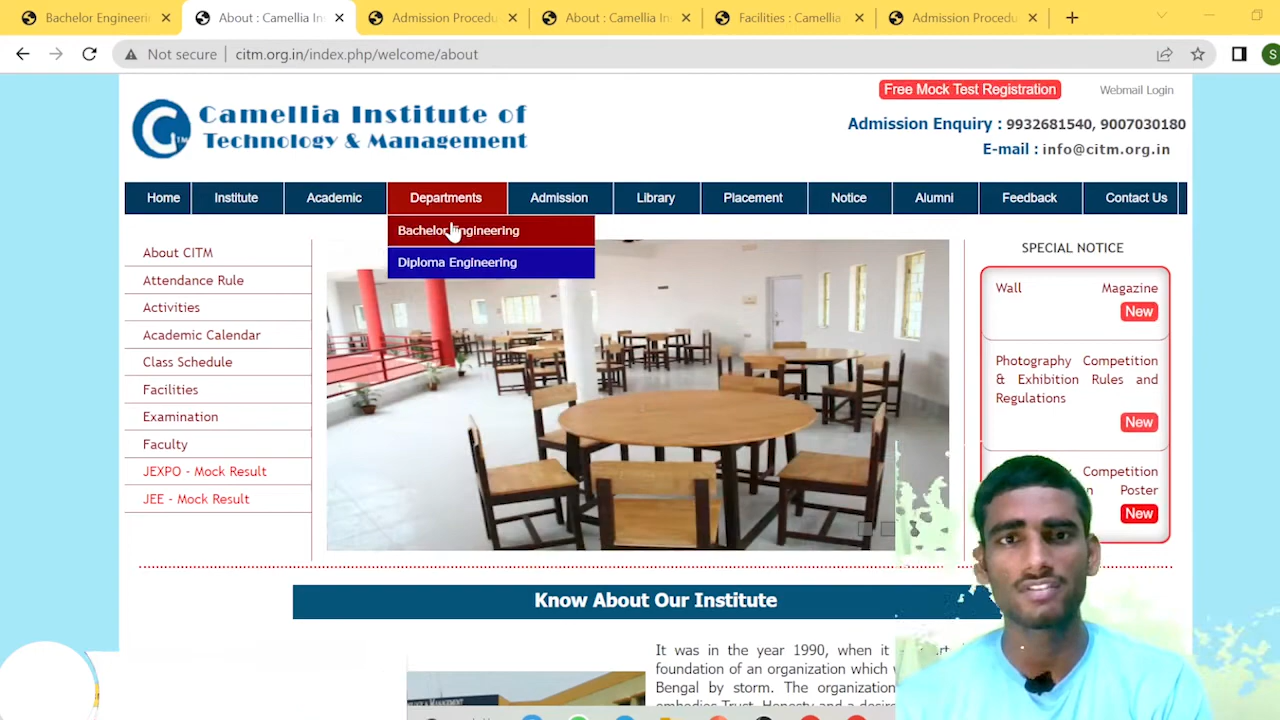 Bachelor Engineeri
About : Camellia In
Admission Procedu
About : Camellia In
Facilities : Camellia
Admission Procedu
Not secure
citm.org.in/index.php/welcome/about
S
Camellia Institute of
Technology & Management
Free Mock Test Registration
Webmail Login
Admission Enquiry : 9932681540, 9007030180
E-mail : info@citm.org.in
Home
Institute
Academic
Departments
Admission
Library
Placement
Notice
Alumni
Feedback
Contact Us
Bachelor Engineering
Diploma Engineering
About CITM
Attendance Rule
Activities
Academic Calendar
Class Schedule
Facilities
Examination
Faculty
JEXPO - Mock Result
JEE - Mock Result
SPECIAL NOTICE
Wall Magazine
New
Photography Competition
& Exhibition Rules and
Regulations
New
Competition
Poster
New
Know About Our Institute
It was in the year 1990, when it
foundation of an organization which
Bengal by storm. The organization
embodies Trust, Honesty and a